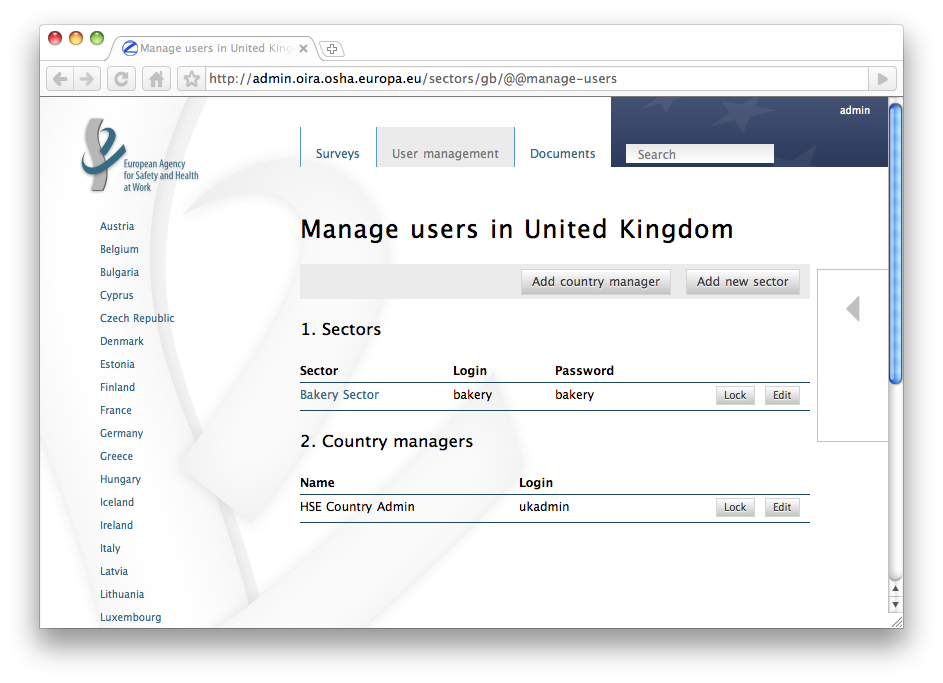 Manage users in United King
http://admin.oira.osha.europa.eu/sectors/gb/@@manage-users
European Agency
for Safety and Health
at Work
Surveys
User management
Documents
admin
Search
Austria
Belgium
Bulgaria
Cyprus
Czech Republic
Denmark
Estonia
Finland
France
Germany
Greece
Hungary
Iceland
Ireland
Italy
Latvia
Lithuania
Luxembourg
Manage users in United Kingdom
Add country manager Add new sector
1. Sectors
Sector Login Password
Bakery Sector bakery bakery Lock Edit
2. Country managers
Name Login
HSE Country Admin ukadmin Lock Edit